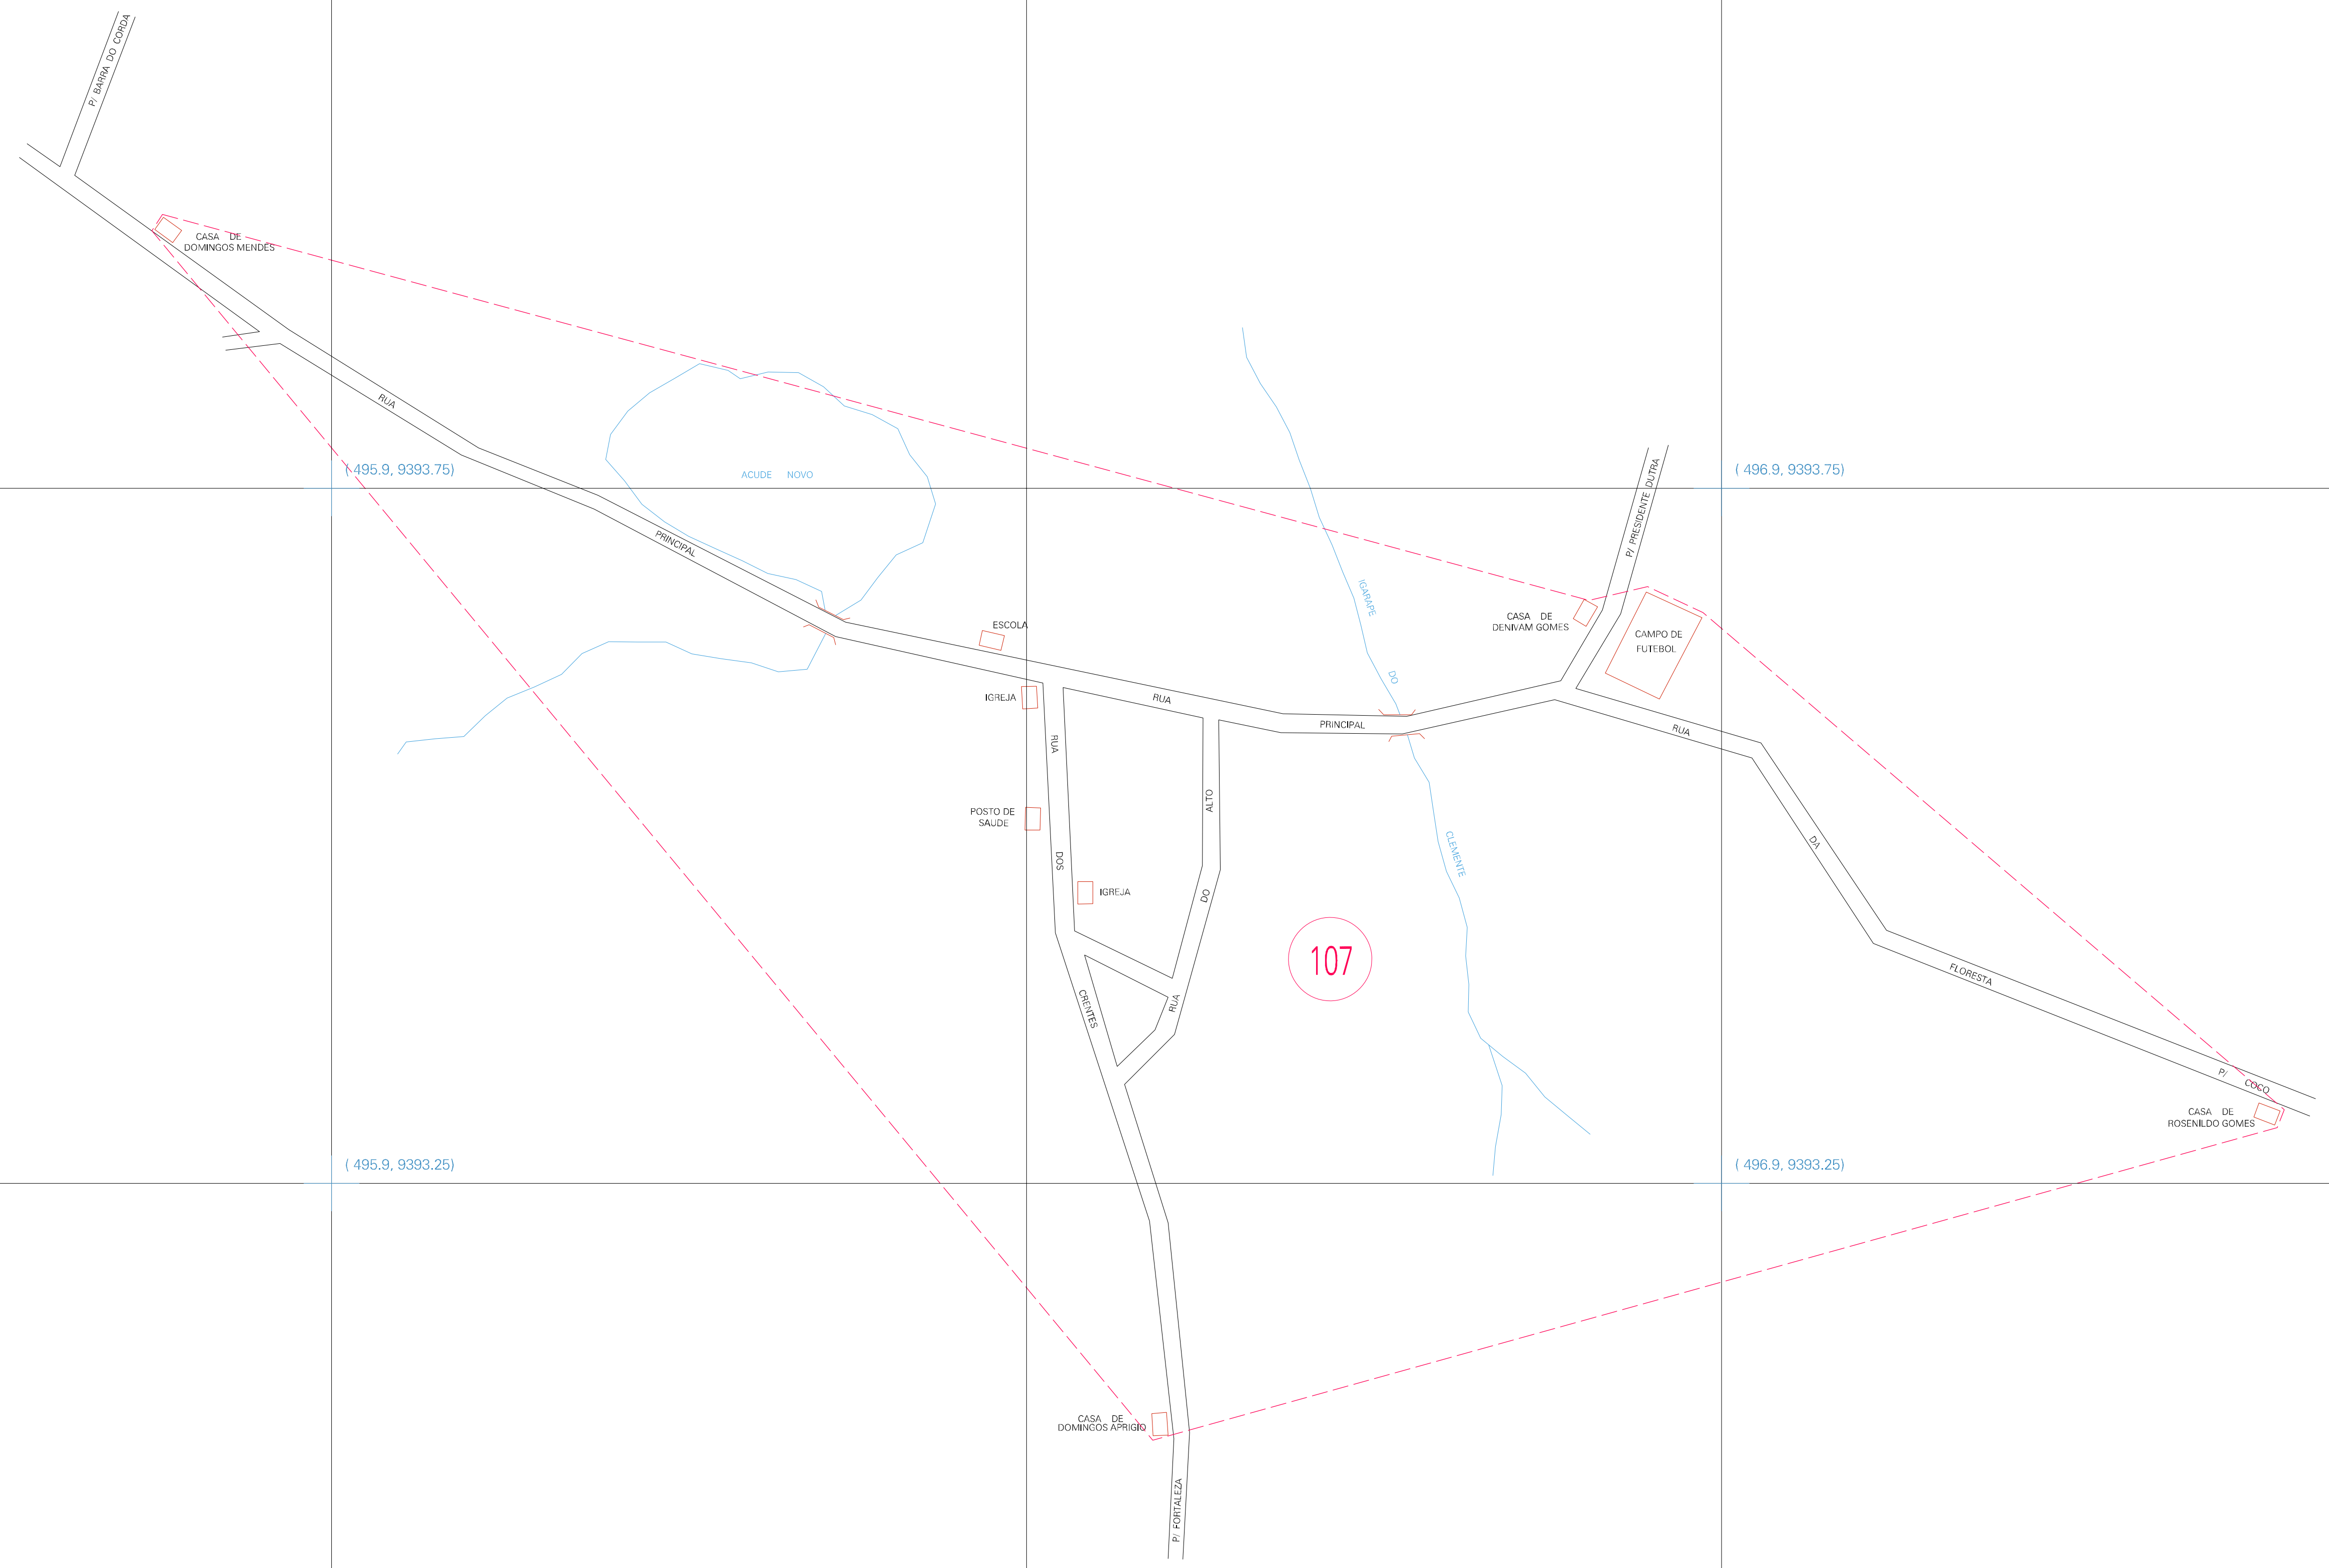 P/ BARRA DO CORDA
CASA DE
DOMINGOS MENDES
RUA
( 495.9, 9393.75)
( 496.9, 9393.75)
ACUDE NOVO
PRINCIPAL
P/ PRESIDENTE DUTRA
IGARAPE
DO
CLEMENTE
ESCOLA
CASA DE
DENIVAM GOMES
CAMPO DE
FUTEBOL
IGREJA
RUA
PRINCIPAL
RUA
DA
FLORESTA
P/ COCO
RUA
DOS
CRENTES
ALTO
DO
RUA
POSTO DE
SAUDE
IGREJA
107
CASA DE
ROSENILDO GOMES
( 495.9, 9393.25)
( 496.9, 9393.25)
CASA DE
DOMINGOS APRIGIO
P/ FORTALEZA